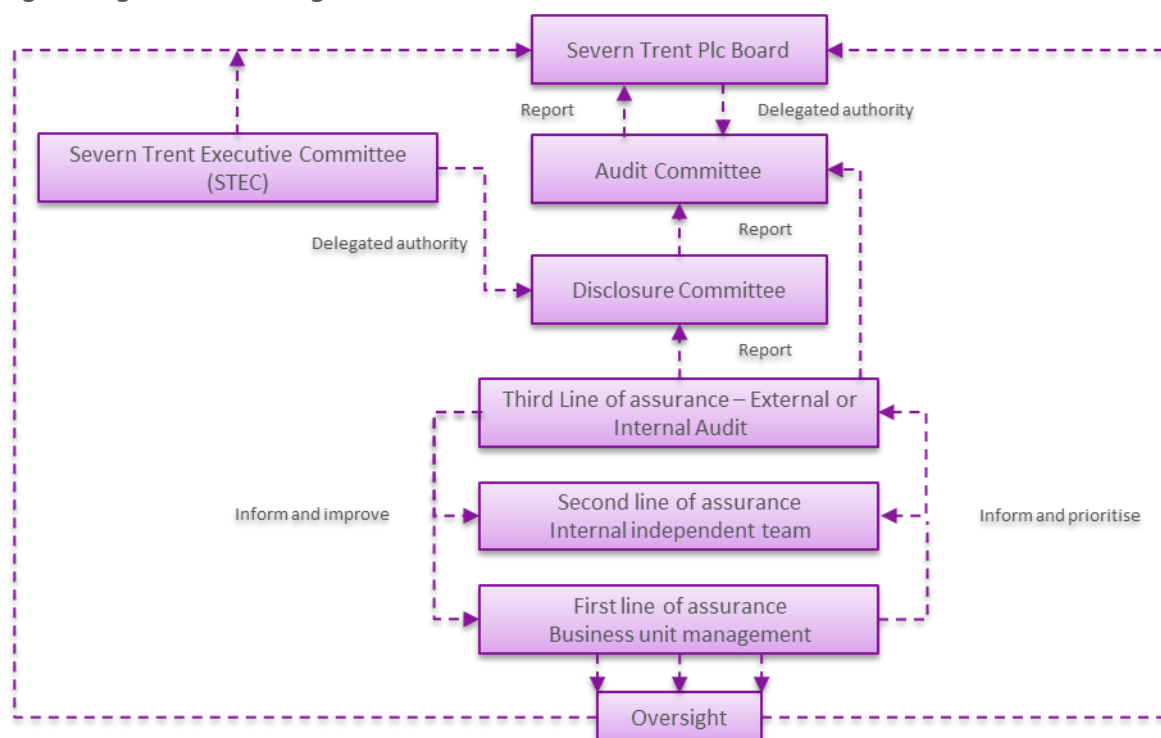 Severn Trent Plc Board
Report
Delegated authority
Severn Trent Executive Committee
(STEC)
Audit Committee
Report
Delegated authority
Disclosure Committee
Report
Third Line of assurance – External or
Internal Audit
Inform and improve
Second line of assurance
Internal independent team
Inform and prioritise
First line of assurance
Business unit management
Oversight